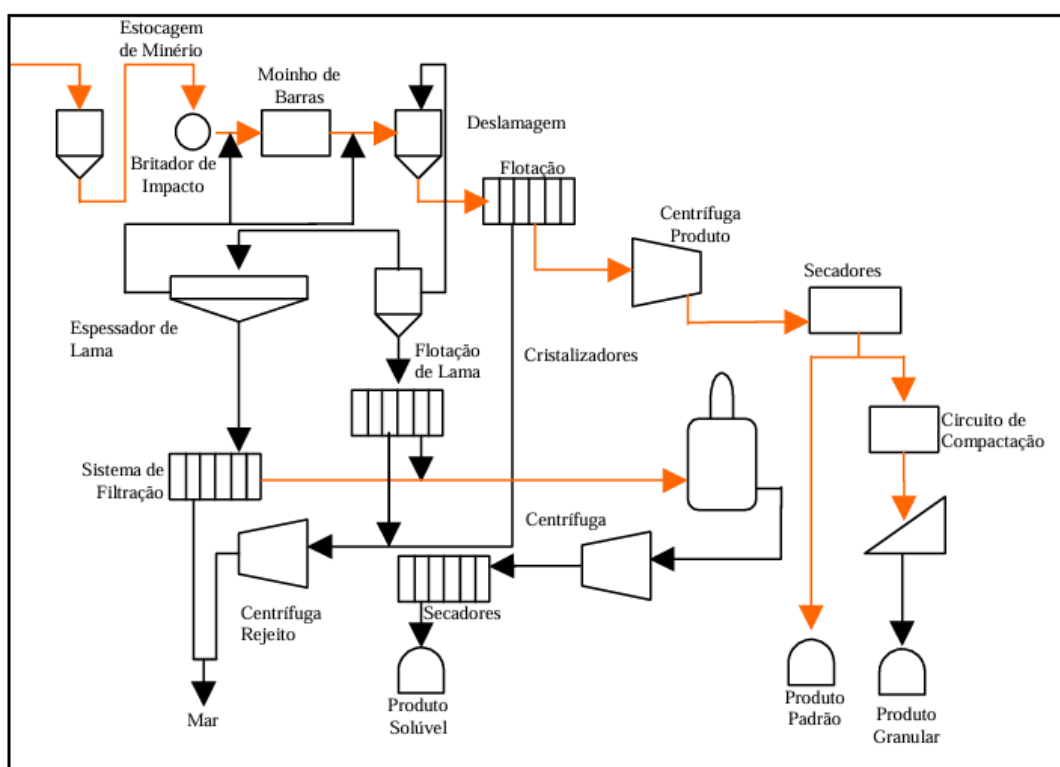 Estocagem
de Minério
Moinho de
Barras
Deslamagem
Britador de
Impacto
Flotação
Centrífuga
Produto
Secadores
Espessador de
Lama
Flotação
de Lama
Cristalizadores
Circuito de
Compactação
Sistema de
Filtração
Centrífuga
Centrífuga
Rejeito
Secadores
Mar
Produto
Solúvel
Produto
Padrão
Produto
Granular